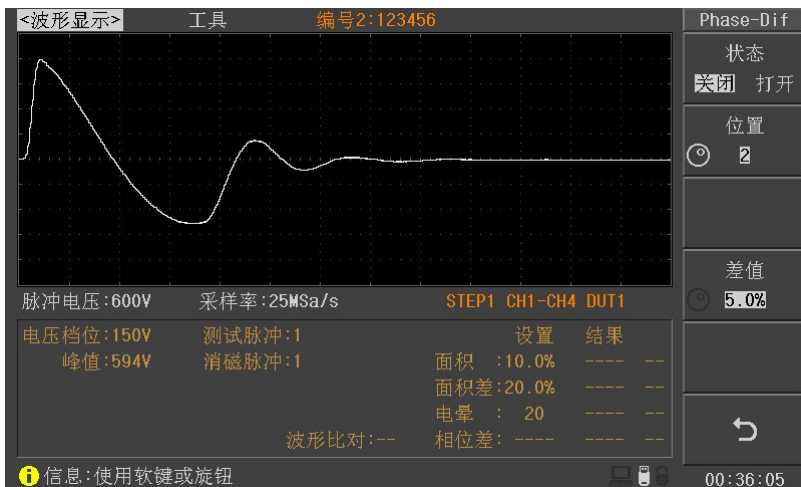 <波形显示> 工具 编号2:123456 Phase-Dif
状态
关闭 打开
位置
2
差值
5.0%
脉冲电压:600V 采样率:25MSa/s STEP1 CH1-CH4 DUT1
电压档位:150V 测试脉冲:1 设置 结果
峰值:594V 消磁脉冲:1 面积 :10.0% ---- --
面积差:20.0% ---- --
电晕 : 20 ---- --
波形比对:-- 相位差: ---- ---- --
信息:使用软键或旋钮 00:36:05